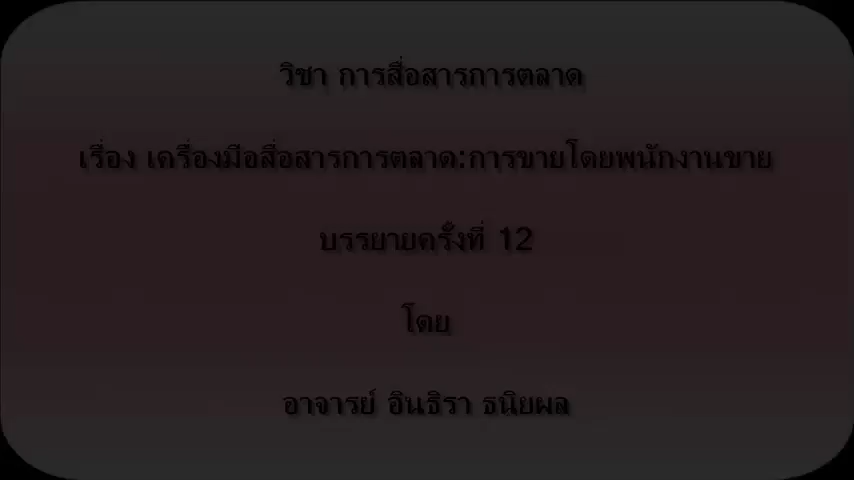 วิชา การสื่อสารการตลาด
เรื่อง เครื่องมือสื่อสารการตลาด:การขายโดยพนักงานขาย
บรรยายครั้งที่ 12
โดย
อาจารย์ อินธิรา ธนิยผล